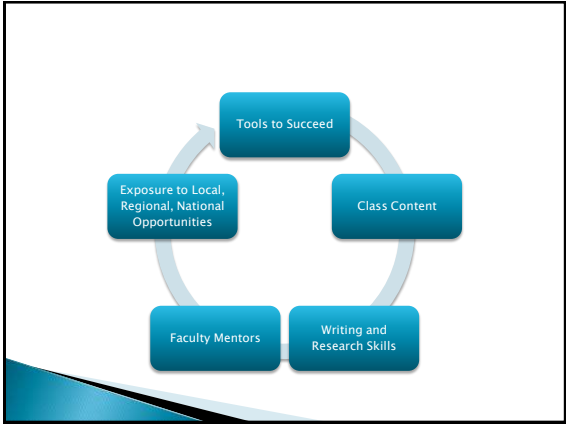 Tools to Succeed
Class Content
Writing and
Research Skills
Faculty Mentors
Exposure to Local,
Regional, National
Opportunities